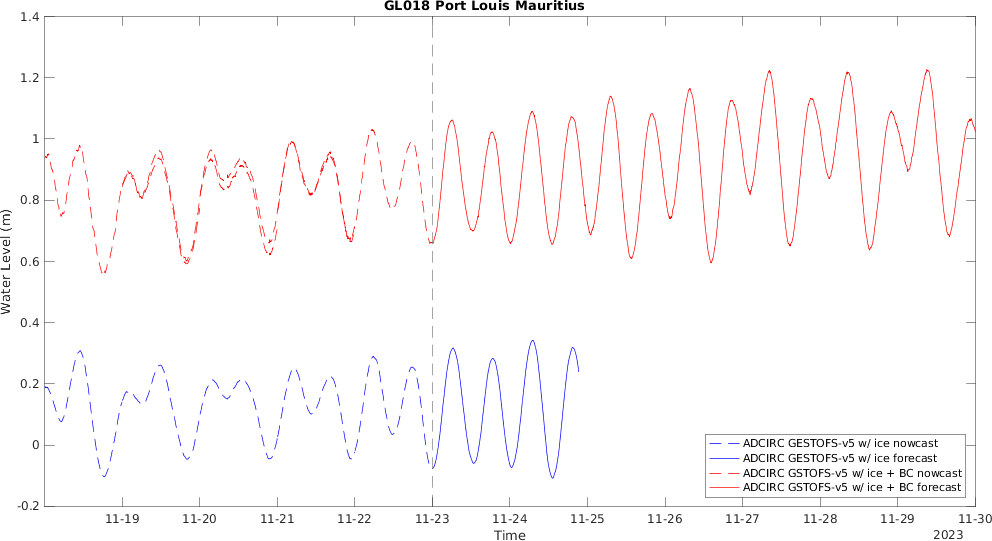 GL018 Port Louis Mauritius
1.4
1.2
1
0.8
0.6
0.4
0.2
0
-0.2
Water Level (m)
ADCIRC GESTOFS-v5 w/ ice nowcast
ADCIRC GESTOFS-v5 w/ ice forecast
ADCIRC GSTOFS-v5 w/ ice + BC nowcast
ADCIRC GSTOFS-v5 w/ ice + BC forecast
11-19 11-20 11-21 11-22 11-23 11-24 11-25 11-26 11-27 11-28 11-29 11-30
Time
2023